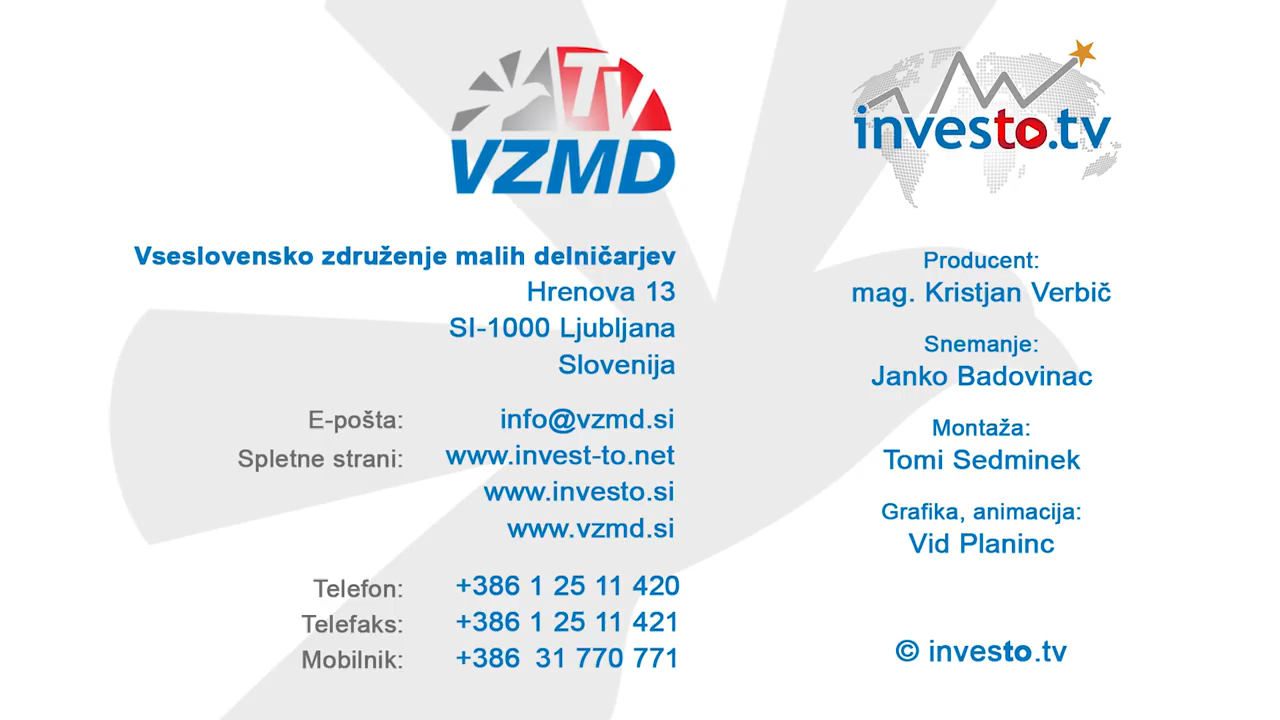 TV
VZMD
Vseslovensko združenje malih delničarjev
Hrenova 13
SI-1000 Ljubljana
Slovenija
E-pošta: info@vzmd.si
Spletne strani: www.invest-to.net
www.investo.si
www.vzmd.si
Telefon: +386 1 25 11 420
Telefaks: +386 1 25 11 421
Mobilnik: +386 31 770 771
investo.tv
Producent:
mag. Kristjan Verbič
Snemanje:
Janko Badovinac
Montaža:
Tomi Sedminek
Grafika, animacija:
Vid Planinc
© investo.tv